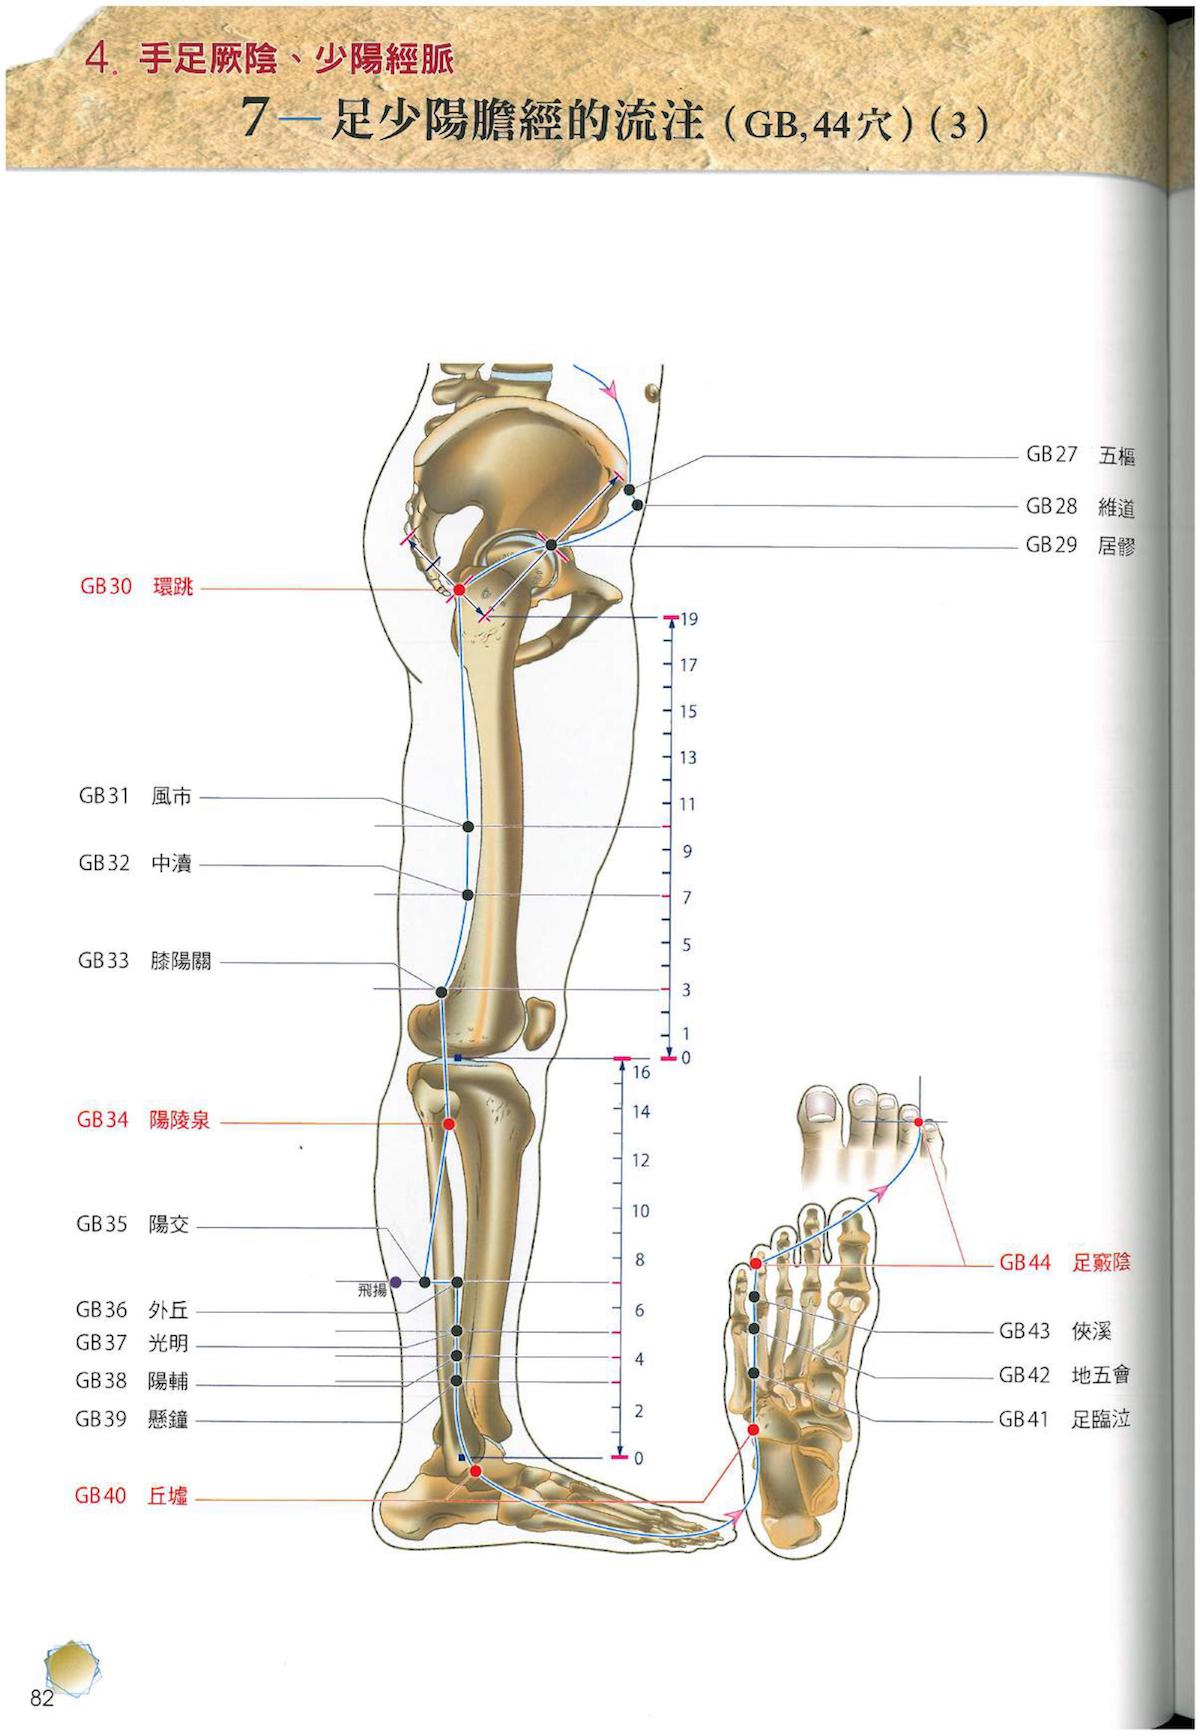 4. 手足厥陰、少陽經脈
7—足少陽膽經的流注（GB,44穴）（3）
GB27 五樞
GB28 維道
GB29 居髎
GB30 環跳
19
17
15
13
11
9
7
5
3
1
0
GB31 風市
GB32 中瀆
GB33 膝陽關
16
14
12
10
8
6
4
2
0
GB34 陽陵泉
GB35 陽交
飛揚
GB36 外丘
GB37 光明
GB38 陽輔
GB39 懸鐘
GB40 丘墟
GB44 足竅陰
GB43 俠溪
GB42 地五會
GB41 足臨泣
82